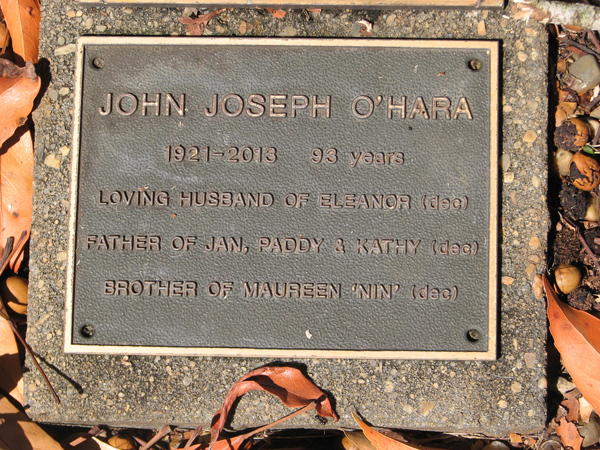 JOHN JOSEPH O'HARA
1921-2013 93 years
LOVING HUSBAND OF ELEANOR (dec)
FATHER OF JAN, PADDY & KATHY (dec)
BROTHER OF MAUREEN 'NIN' (dec)